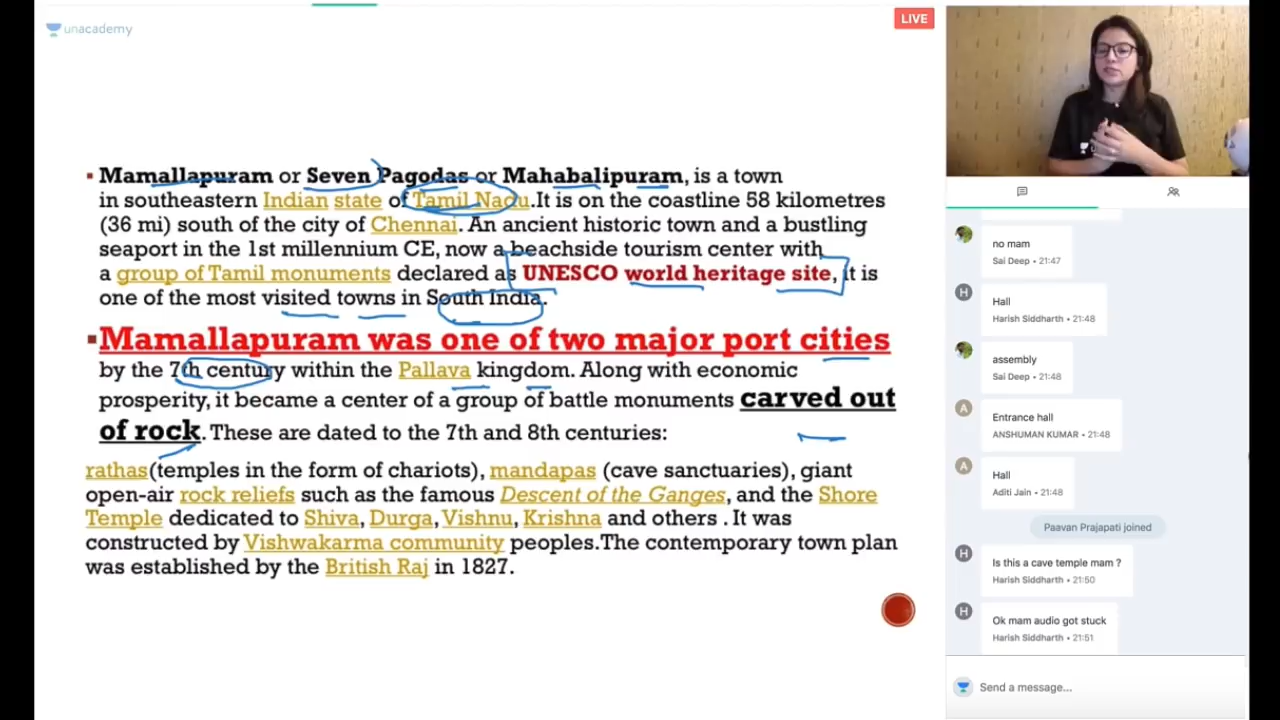 unacademy
LIVE
Mamallapuram or Seven Pagodas or Mahabalipuram, is a town
in southeastern Indian state of Tamil Nadu.It is on the coastline 58 kilometres
(36 mi) south of the city of Chennai. An ancient historic town and a bustling
seaport in the 1st millennium CE, now a beachside tourism center with
a group of Tamil monuments declared as UNESCO world heritage site, it is
one of the most visited towns in South India.
Mamallapuram was one of two major port cities
by the 7th century within the Pallava kingdom. Along with economic
prosperity, it became a center of a group of battle monuments carved out
of rock. These are dated to the 7th and 8th centuries:
rathas(temples in the form of chariots), mandapas (cave sanctuaries), giant
open-air rock reliefs such as the famous Descent of the Ganges, and the Shore
Temple dedicated to Shiva, Durga, Vishnu, Krishna and others . It was
constructed by Vishwakarma community peoples.The contemporary town plan
was established by the British Raj in 1827.
no mam
Sai Deep • 21:47
H
Hall
Harish Siddharth • 21:48
assembly
Sai Deep • 21:48
A
Entrance hall
ANSHUMAN KUMAR • 21:48
A
Hall
Aditi Jain • 21:48
Paavan Prajapati joined
H
Is this a cave temple mam ?
Harish Siddharth • 21:50
H
Ok mam audio got stuck
Harish Siddharth • 21:51
Send a message...